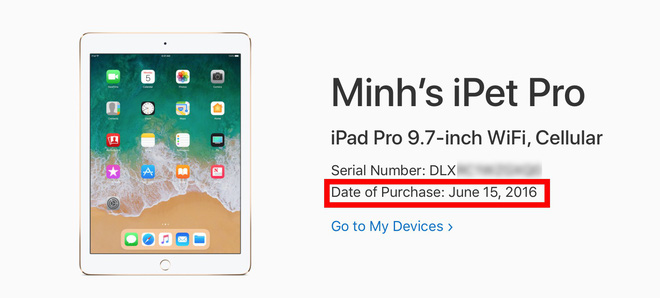 Minh's iPet Pro
iPad Pro 9.7-inch WiFi, Cellular
Serial Number: DLX
Date of Purchase: June 15, 2016
Go to My Devices ›